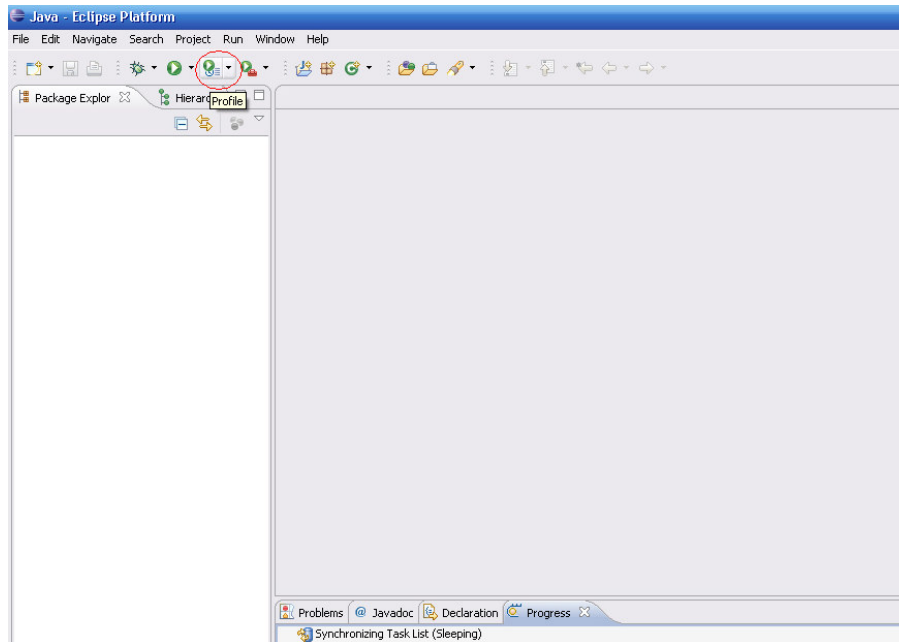 Java - Eclipse Platform
File Edit Navigate Search Project Run Window Help
Package Explor Hierarc
Profile
Problems @ Javadoc Declaration Progress
Synchronizing Task List (Sleeping)